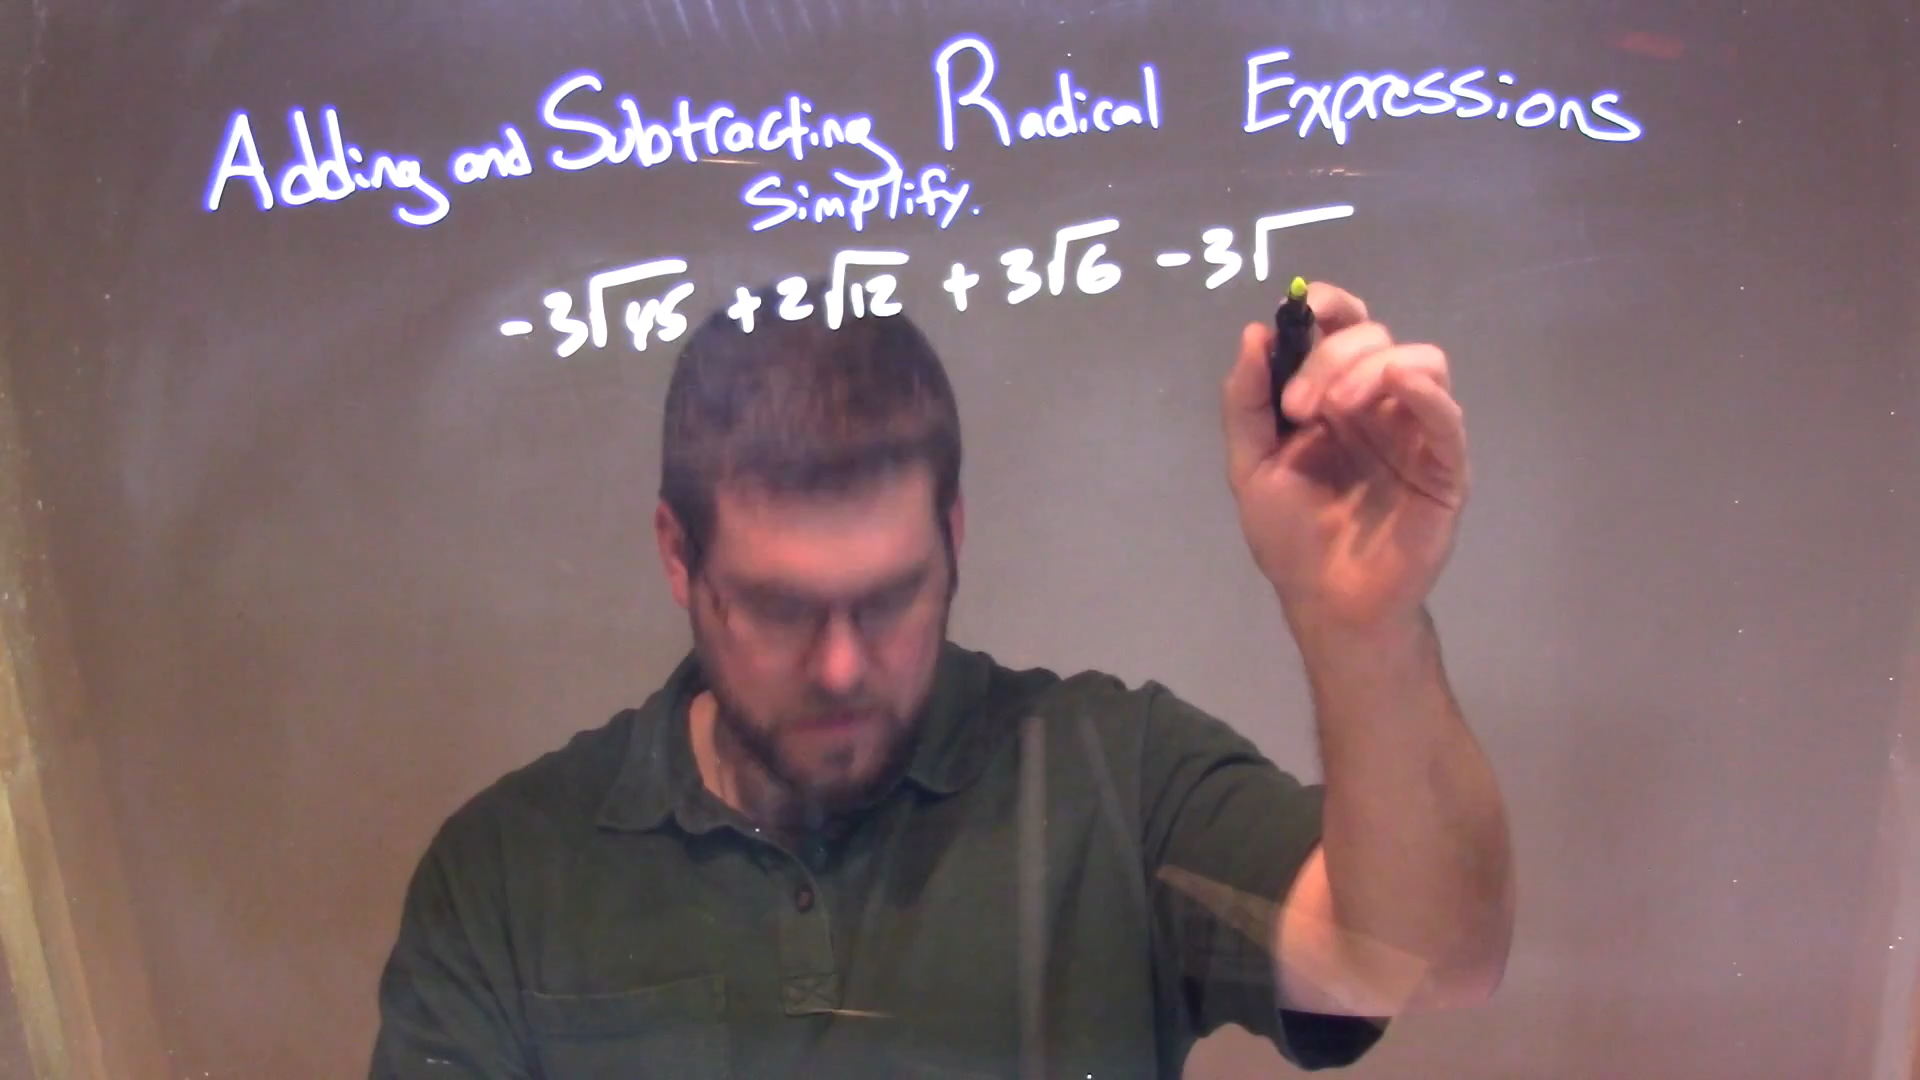 Adding and Subtracting Radical Expressions
Simplify.
-3√45 + 2√12 + 3√6 - 3√